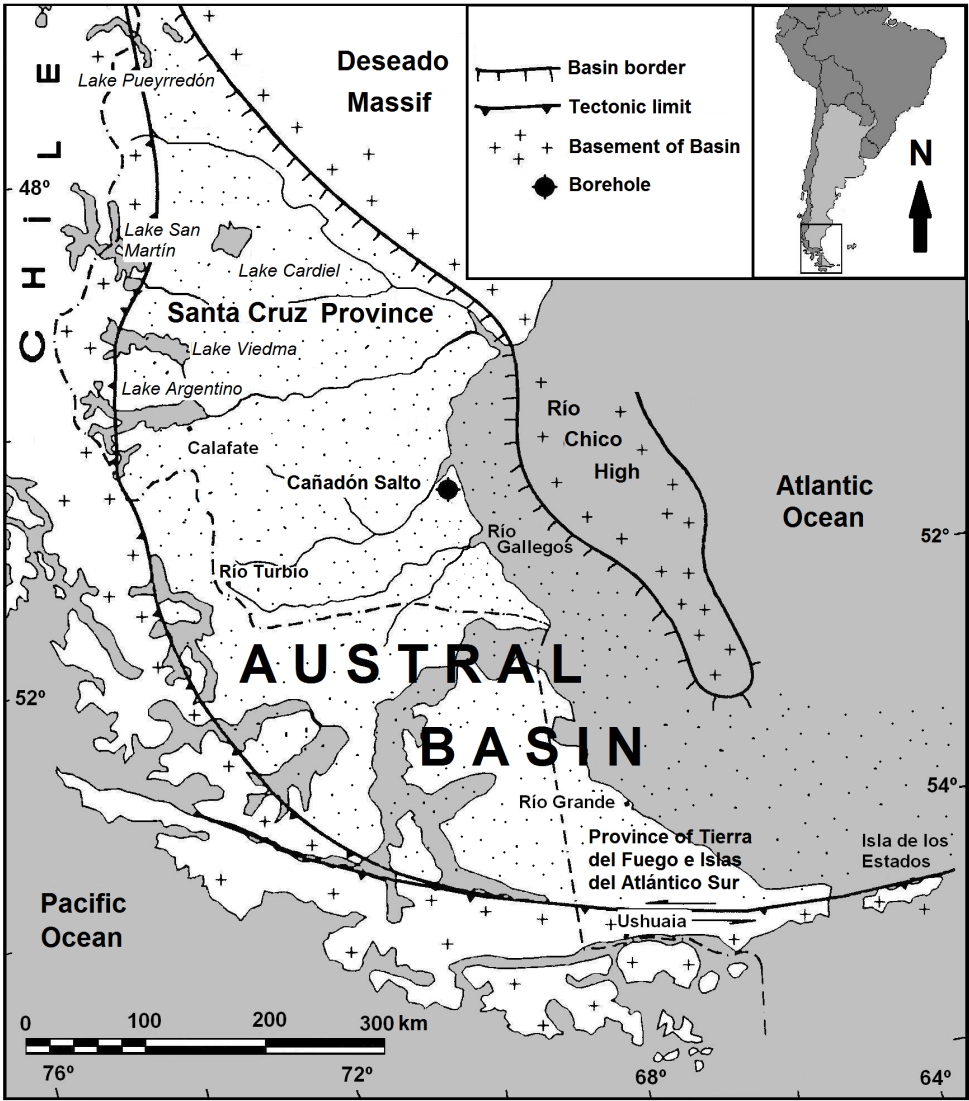 Deseado
Massif
Basin border
Tectonic limit
Basement of Basin
Borehole
N
CHiLE
Lake Pueyrredón
48º
Lake San
Martín
Lake Cardiel
Santa Cruz Province
Lake Viedma
Lake Argentino
Calafate
Cañadón Salto
Río
Chico
High
Atlantic
Ocean
Río
Gallegos
52º
Río Turbio
AUSTRAL
BASIN
52º
54º
Río Grande
Province of Tierra
del Fuego e Islas
del Atlántico Sur
Isla de los
Estados
Ushuaia
Pacific
Ocean
0 100 200 300 km
76º 72º 68º 64º